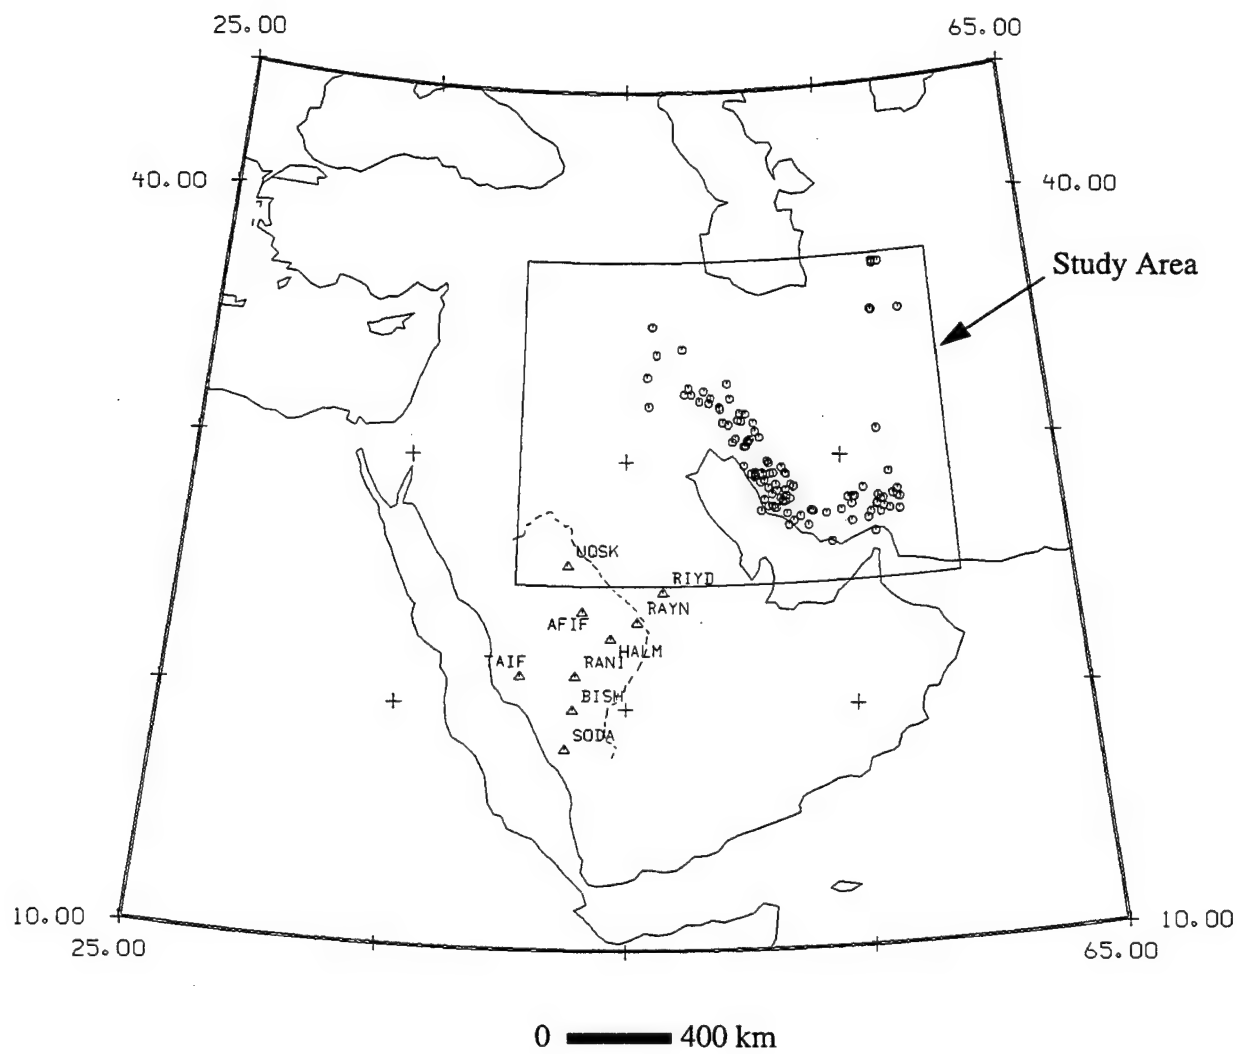 25.00
65.00
40.00
40.00
Study Area
UQSK
RIYD
RAYN
AFIF
HALM
TAIF
RANI
BISH
SODA
10.00
10.00
25.00
65.00
0 400 km